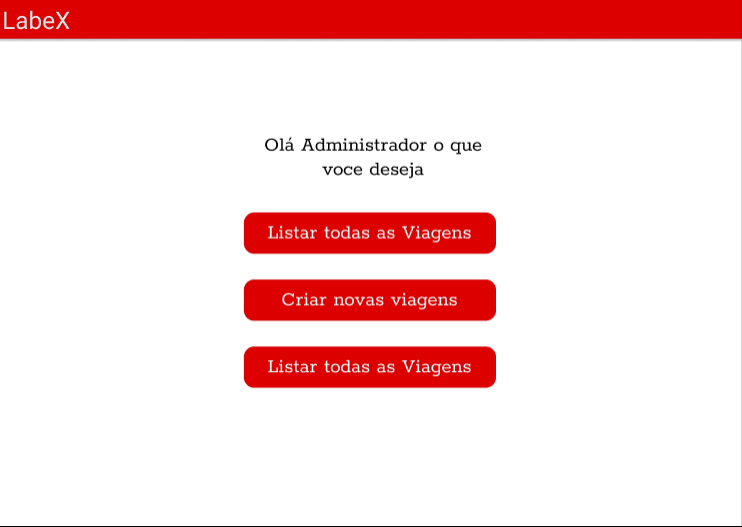 LabeX
Olá Administrador o que
voce deseja
Listar todas as Viagens
Criar novas viagens
Listar todas as Viagens